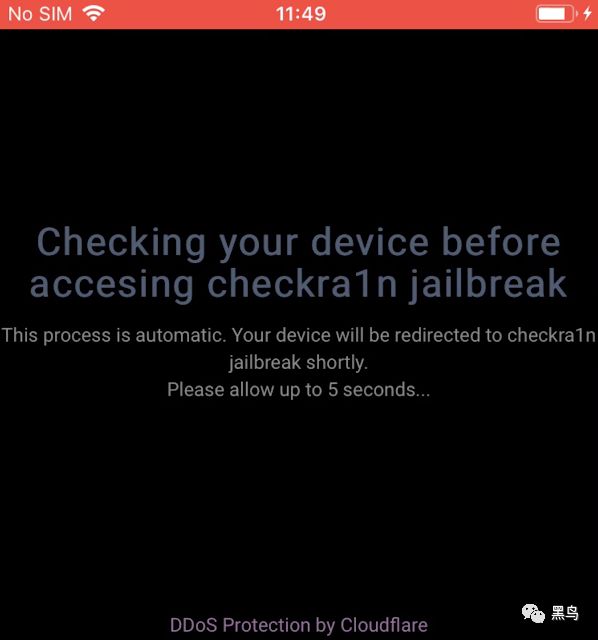 No SIM 11:49
Checking your device before
accesing checkra1n jailbreak
This process is automatic. Your device will be redirected to checkra1n
jailbreak shortly.
Please allow up to 5 seconds...
黑鸟
DDoS Protection by Cloudflare